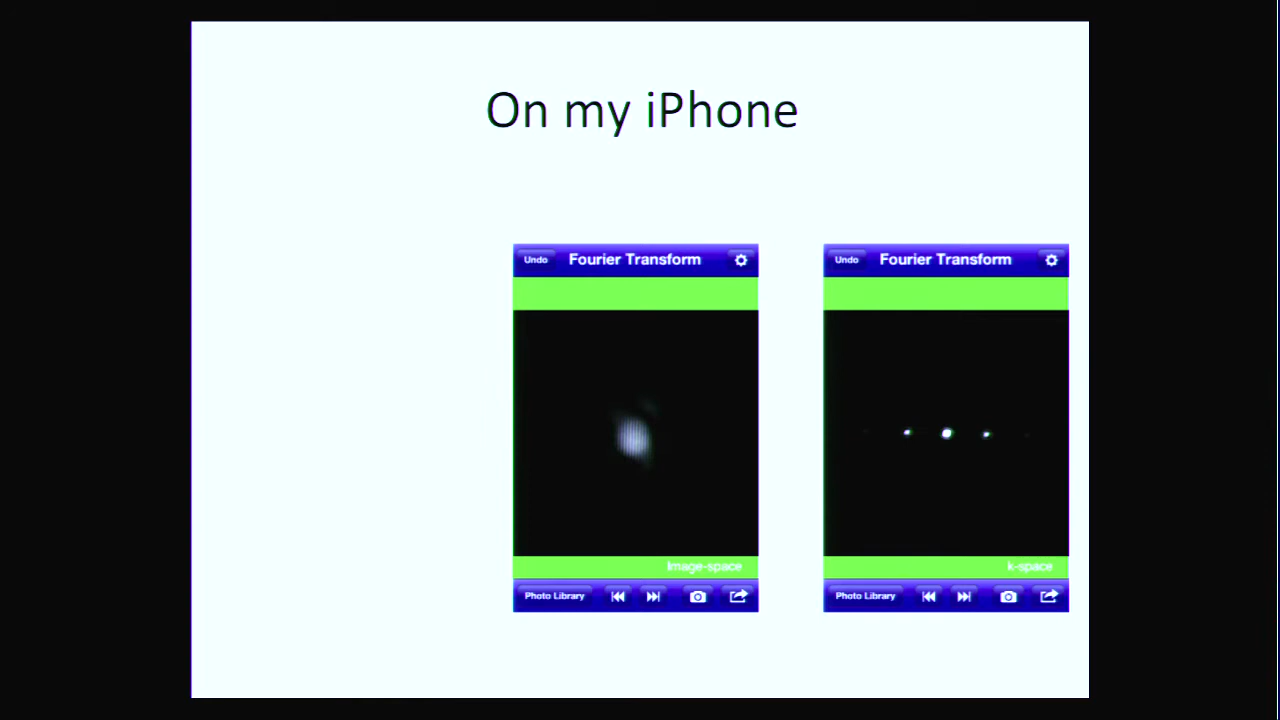 On my iPhone
Undo Fourier Transform
image-space
Photo Library
Undo Fourier Transform
k-space
Photo Library